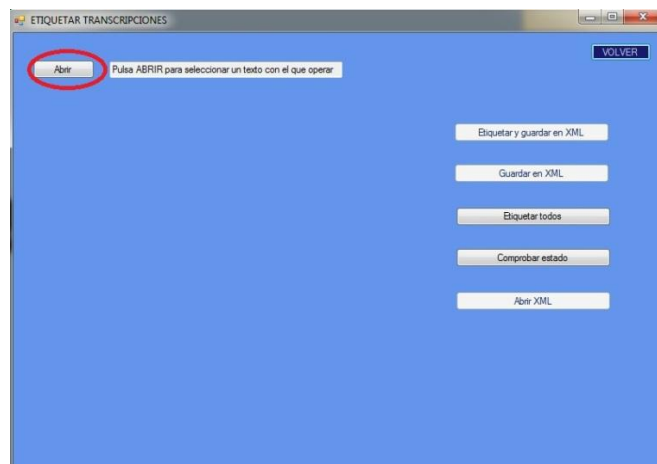 ETIQUETAR TRANSCRIPCIONES
VOLVER
Abrir
Pulsa ABRIR para seleccionar un texto con el que operar
Etiquetar y guardar en XML
Guardar en XML
Etiquetar todos
Comprobar estado
Abrir XML